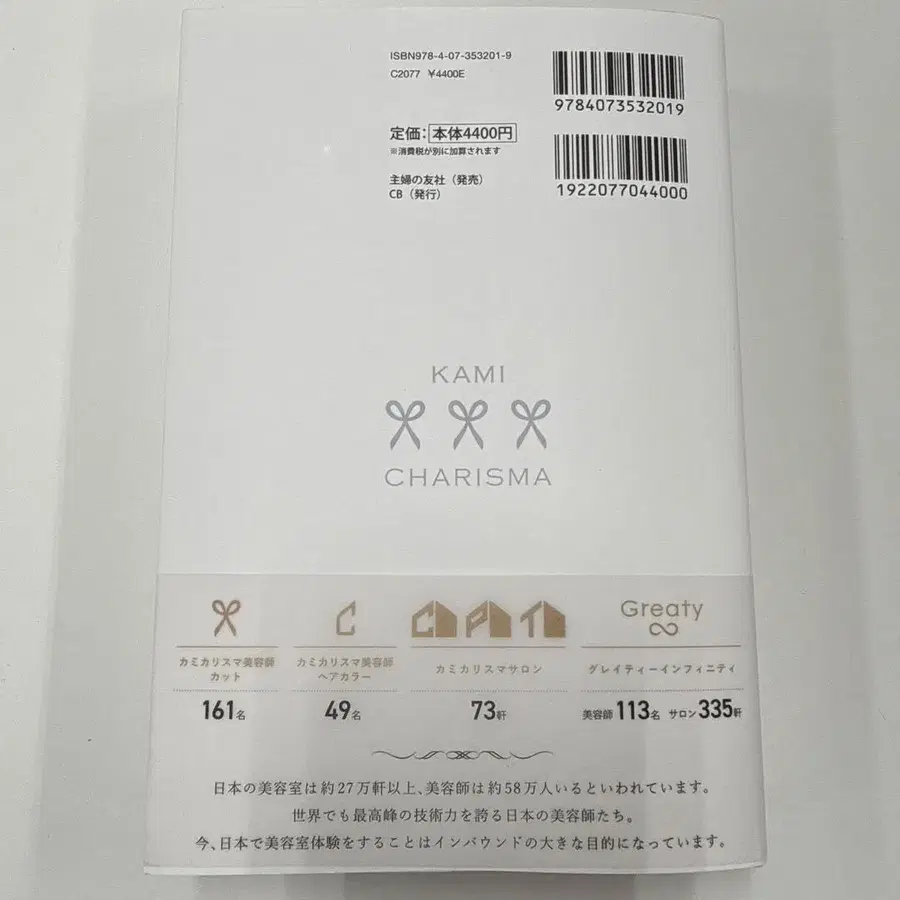 ISBN978-4-07-353201-9
C2077 ¥4400E
9784073532019
定価：本体4400円
※消費税が別に加算されます
主婦の友社（発売）
CB（発行）
1922077044000
KAMI
CHARISMA
カミカリスマ美容師
カット
161名
カミカリスマ美容師
ヘアカラー
49名
C P T
カミカリスマサロン
73軒
Greaty
グレイティーインフィニティ
美容師113名 サロン335軒
日本の美容室は約27万軒以上、美容師は約58万人いるといわれています。
世界でも最高峰の技術力を誇る日本の美容師たち。
今、日本で美容室体験をすることはインバウンドの大きな目的になっています。